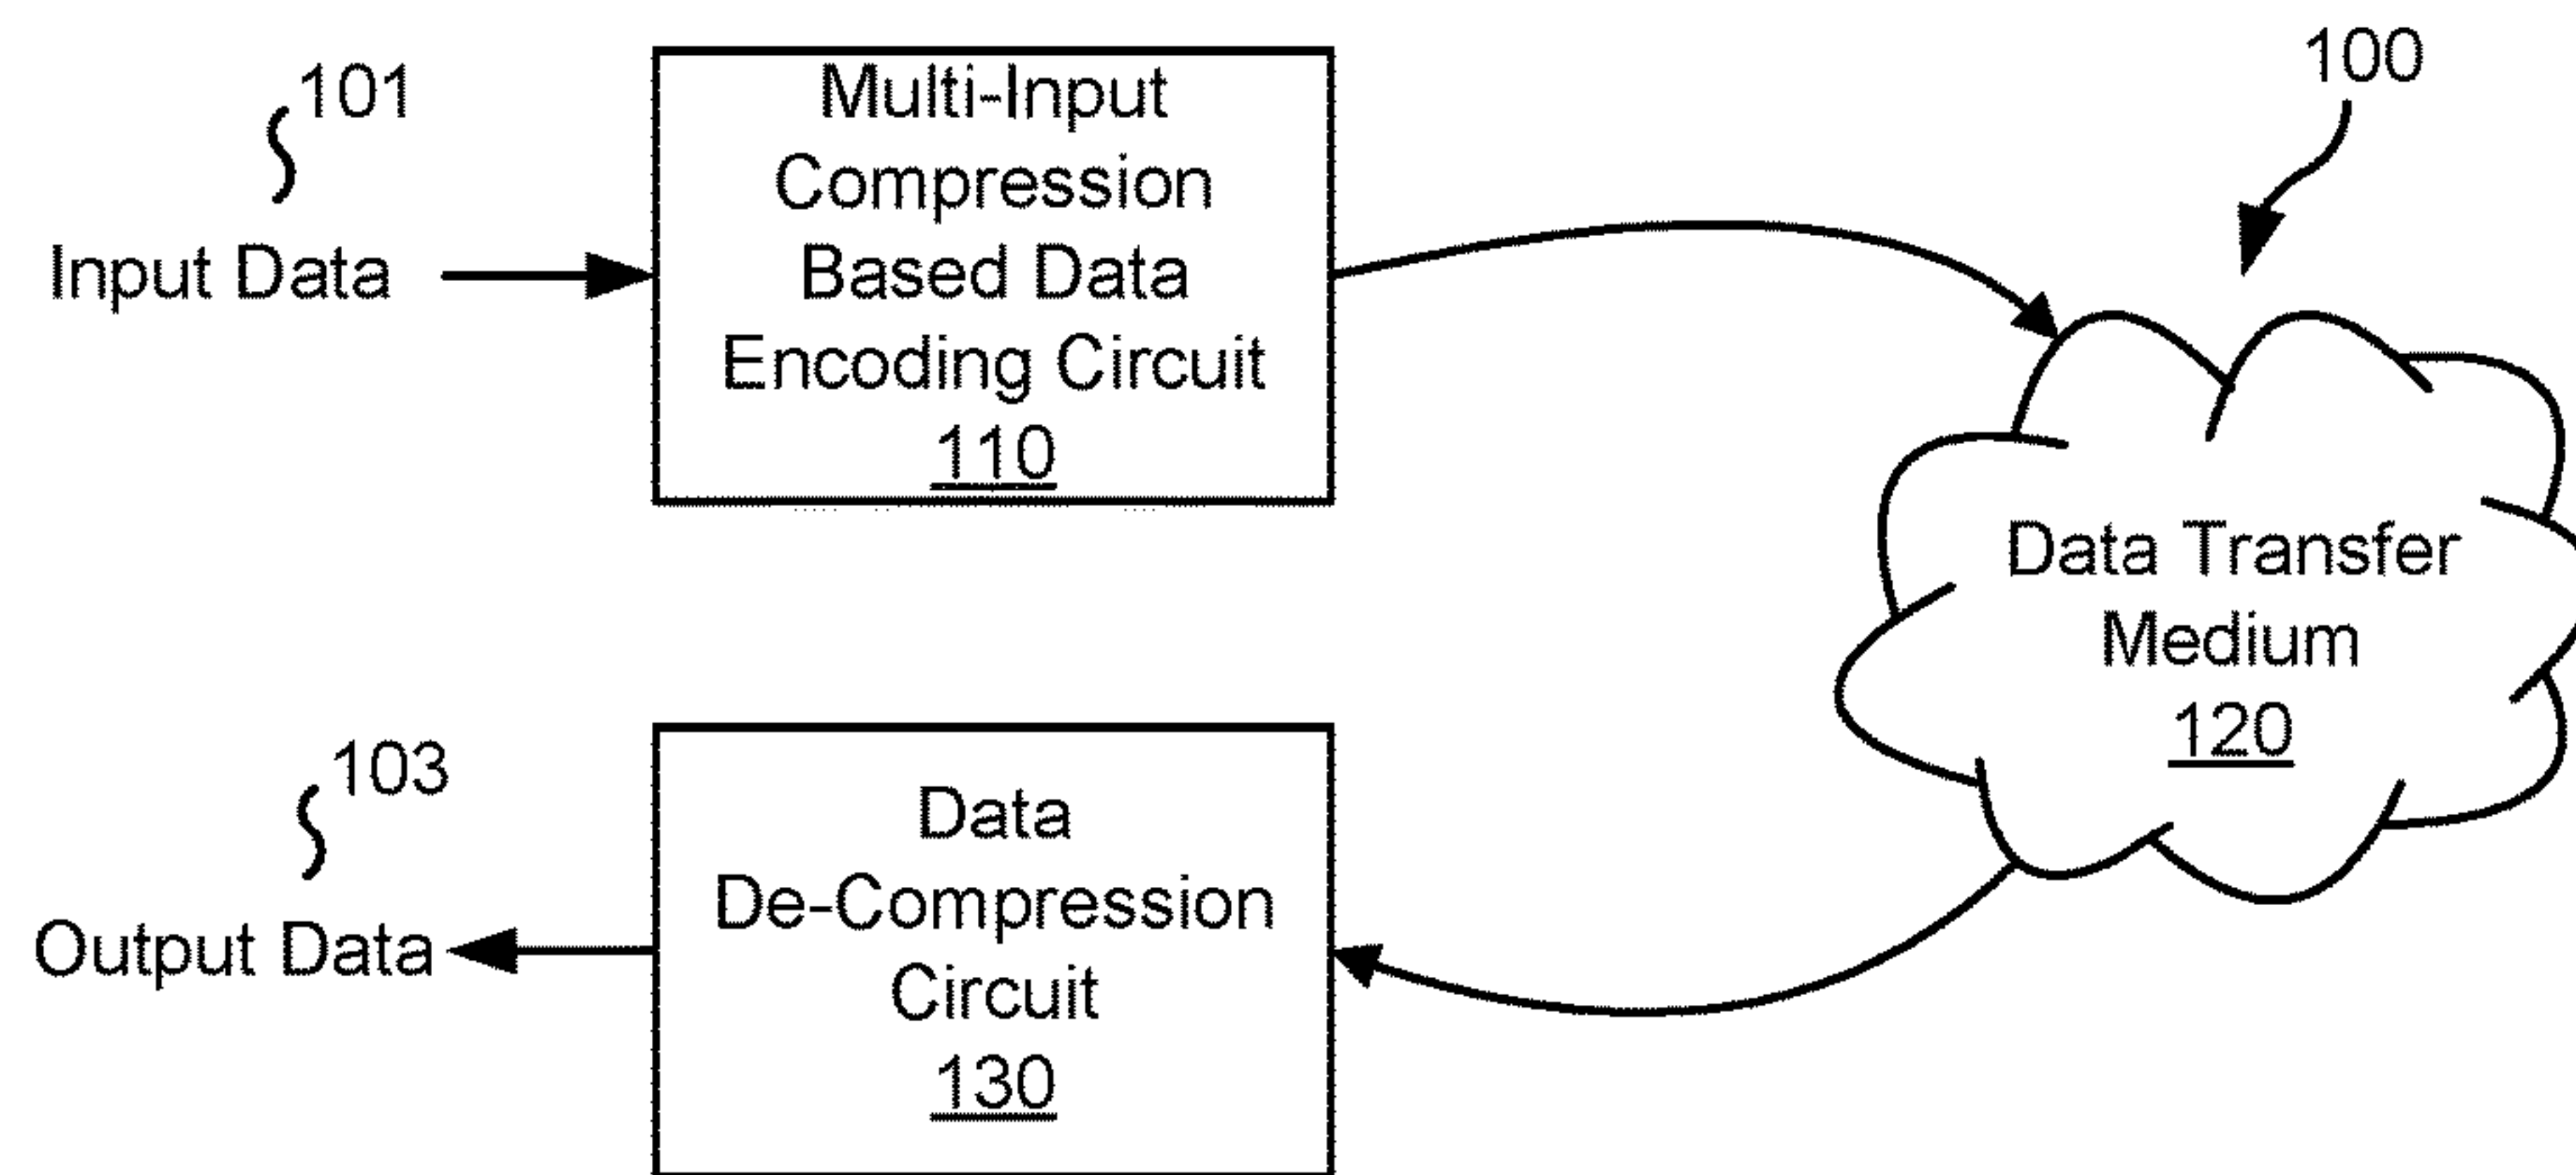 101
Input Data
Multi-Input
Compression
Based Data
Encoding Circuit
110
100
Data Transfer
Medium
120
103
Output Data
Data
De-Compression
Circuit
130